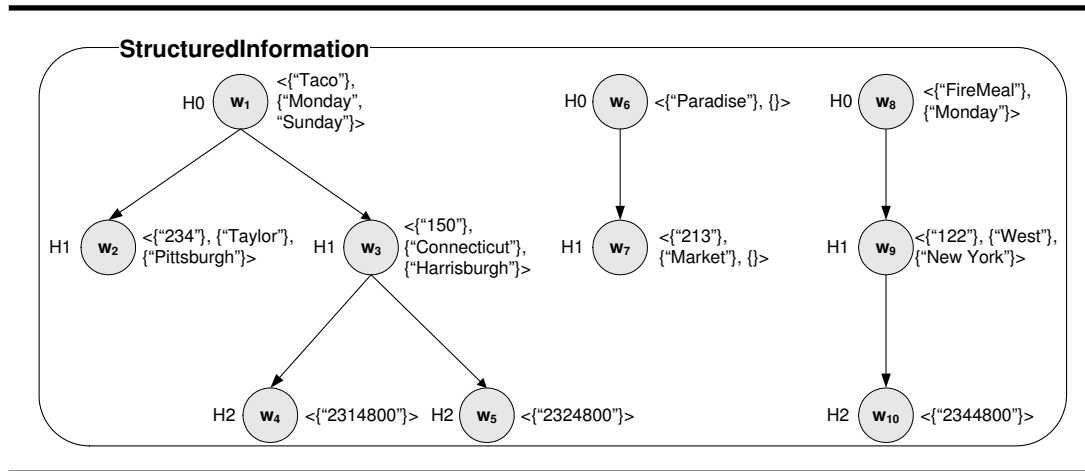 StructuredInformation
H0 w1 <{“Taco”},
{“Monday”,
“Sunday”}>
H0 w6 <{“Paradise”}, {}>
H0 w8 <{“FireMeal”},
{“Monday”}>
H1 w2 <{“234”}, {“Taylor”},
{“Pittsburgh”}>
H1 w3 <{“150”},
{“Connecticut”},
{“Harrisburgh”}>
H1 w7 <{“213”},
{“Market”}, {}>
H1 w9 <{“122”}, {“West”},
{“New York”}>
H2 w4 <{“2314800”}>
H2 w5 <{“2324800”}>
H2 w10 <{“2344800”}>